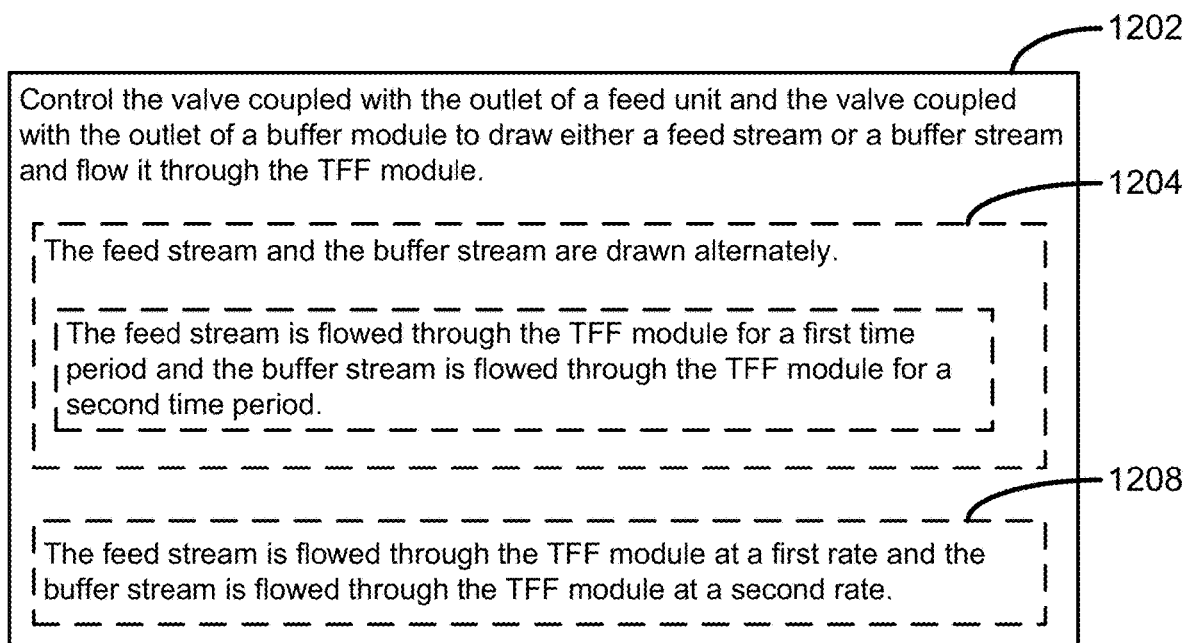 1202
Control the valve coupled with the outlet of a feed unit and the valve coupled
with the outlet of a buffer module to draw either a feed stream or a buffer stream
and flow it through the TFF module.
1204
The feed stream and the buffer stream are drawn alternately.
The feed stream is flowed through the TFF module for a first time
period and the buffer stream is flowed through the TFF module for a
second time period.
1208
The feed stream is flowed through the TFF module at a first rate and the
buffer stream is flowed through the TFF module at a second rate.